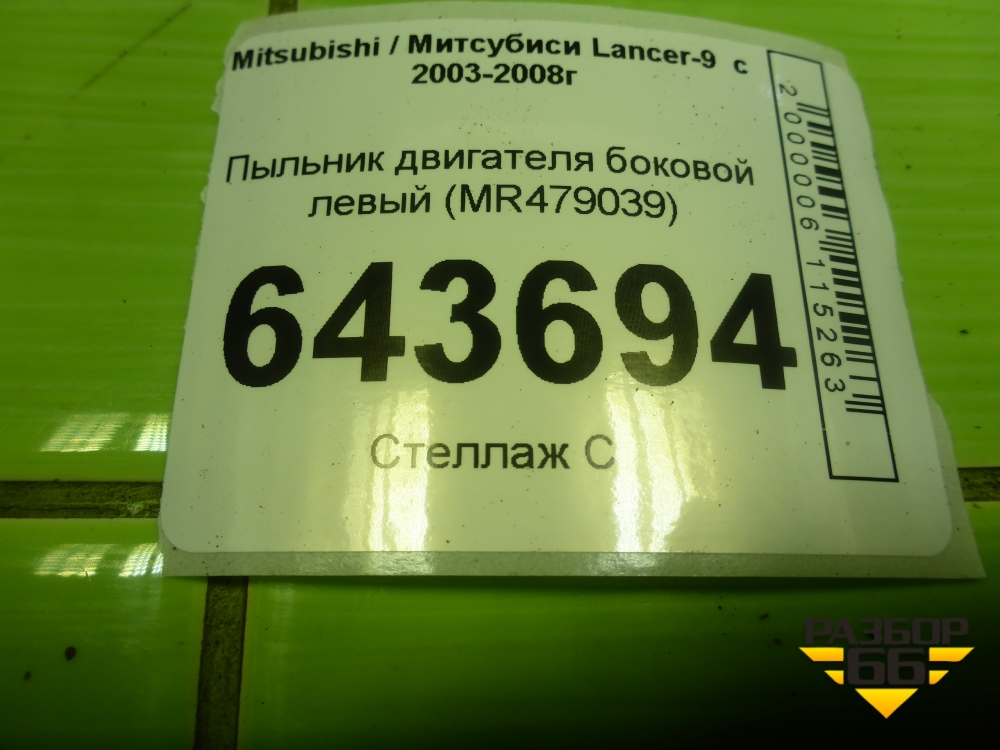 Mitsubishi / Митсубиси Lancer-9 с
2003-2008г
Пыльник двигателя боковой
левый (MR479039)
643694
Стеллаж С
2000006115263
РАЗБОР
66